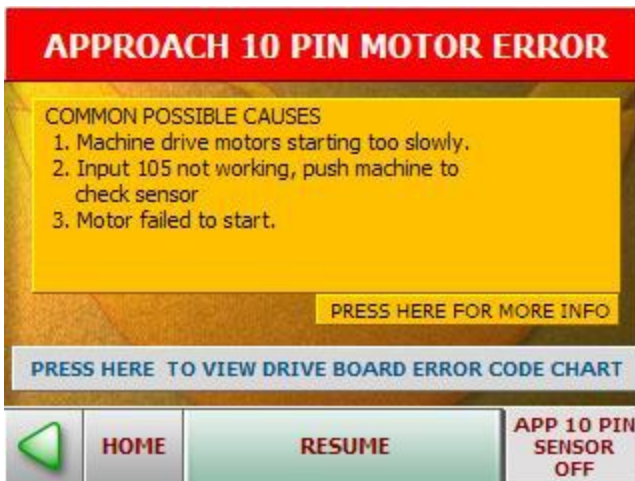 APPROACH 10 PIN MOTOR ERROR
COMMON POSSIBLE CAUSES
1. Machine drive motors starting too slowly.
2. Input 105 not working, push machine to
check sensor
3. Motor failed to start.
PRESS HERE FOR MORE INFO
PRESS HERE TO VIEW DRIVE BOARD ERROR CODE CHART
HOME
RESUME
APP 10 PIN
SENSOR
OFF